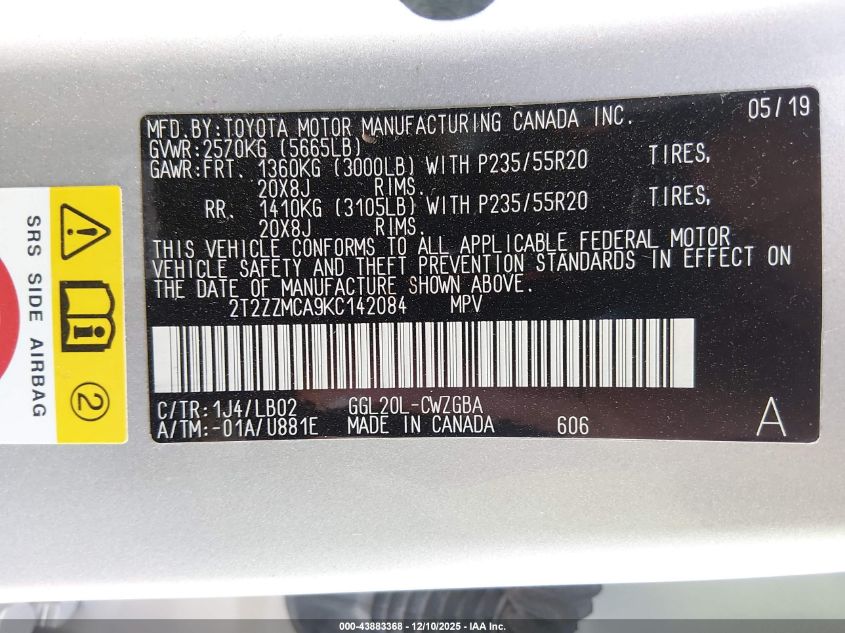 MFD.BY:TOYOTA MOTOR MANUFACTURING CANADA INC. 05/19
GVWR:2570KG (5665LB)
GAWR:FRT. 1360KG (3000LB) WITH P235/55R20 TIRES,
20X8J RIMS.
RR. 1410KG (3105LB) WITH P235/55R20 TIRES,
20X8J RIMS.
THIS VEHICLE CONFORMS TO ALL APPLICABLE FEDERAL MOTOR
VEHICLE SAFETY AND THEFT PREVENTION STANDARDS IN EFFECT ON
THE DATE OF MANUFACTURE SHOWN ABOVE.
2T2ZZMCA9KC142084 MPV
C/TR:1J4/LB02 GGL20L-CWZGBA
A/TM:-01A/U881E MADE IN CANADA 606 A
SRS SIDE AIRBAG
2
000-43883368 - 12/10/2025 - IAA Inc.